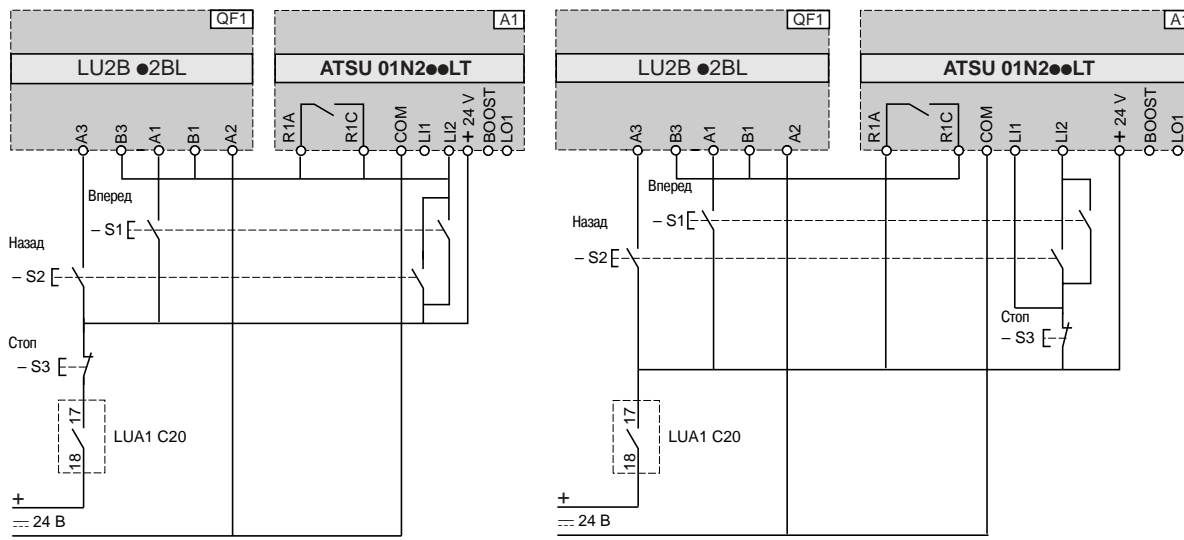 QF1
A1
LU2B ●2BL
ATSU 01N2●●LT
A3
B3
A1
B1
A2
R1A
R1C
COM
LI1
LI2
+ 24 V
BOOST
LO1
Вперед
– S1
Назад
– S2
Стоп
– S3
17
18
LUA1 C20
+
24 В
QF1
A1
LU2B ●2BL
ATSU 01N2●●LT
A3
B3
A1
B1
A2
R1A
R1C
COM
LI1
LI2
+ 24 V
BOOST
LO1
Вперед
– S1
Назад
– S2
Стоп
– S3
17
18
LUA1 C20
+
24 В